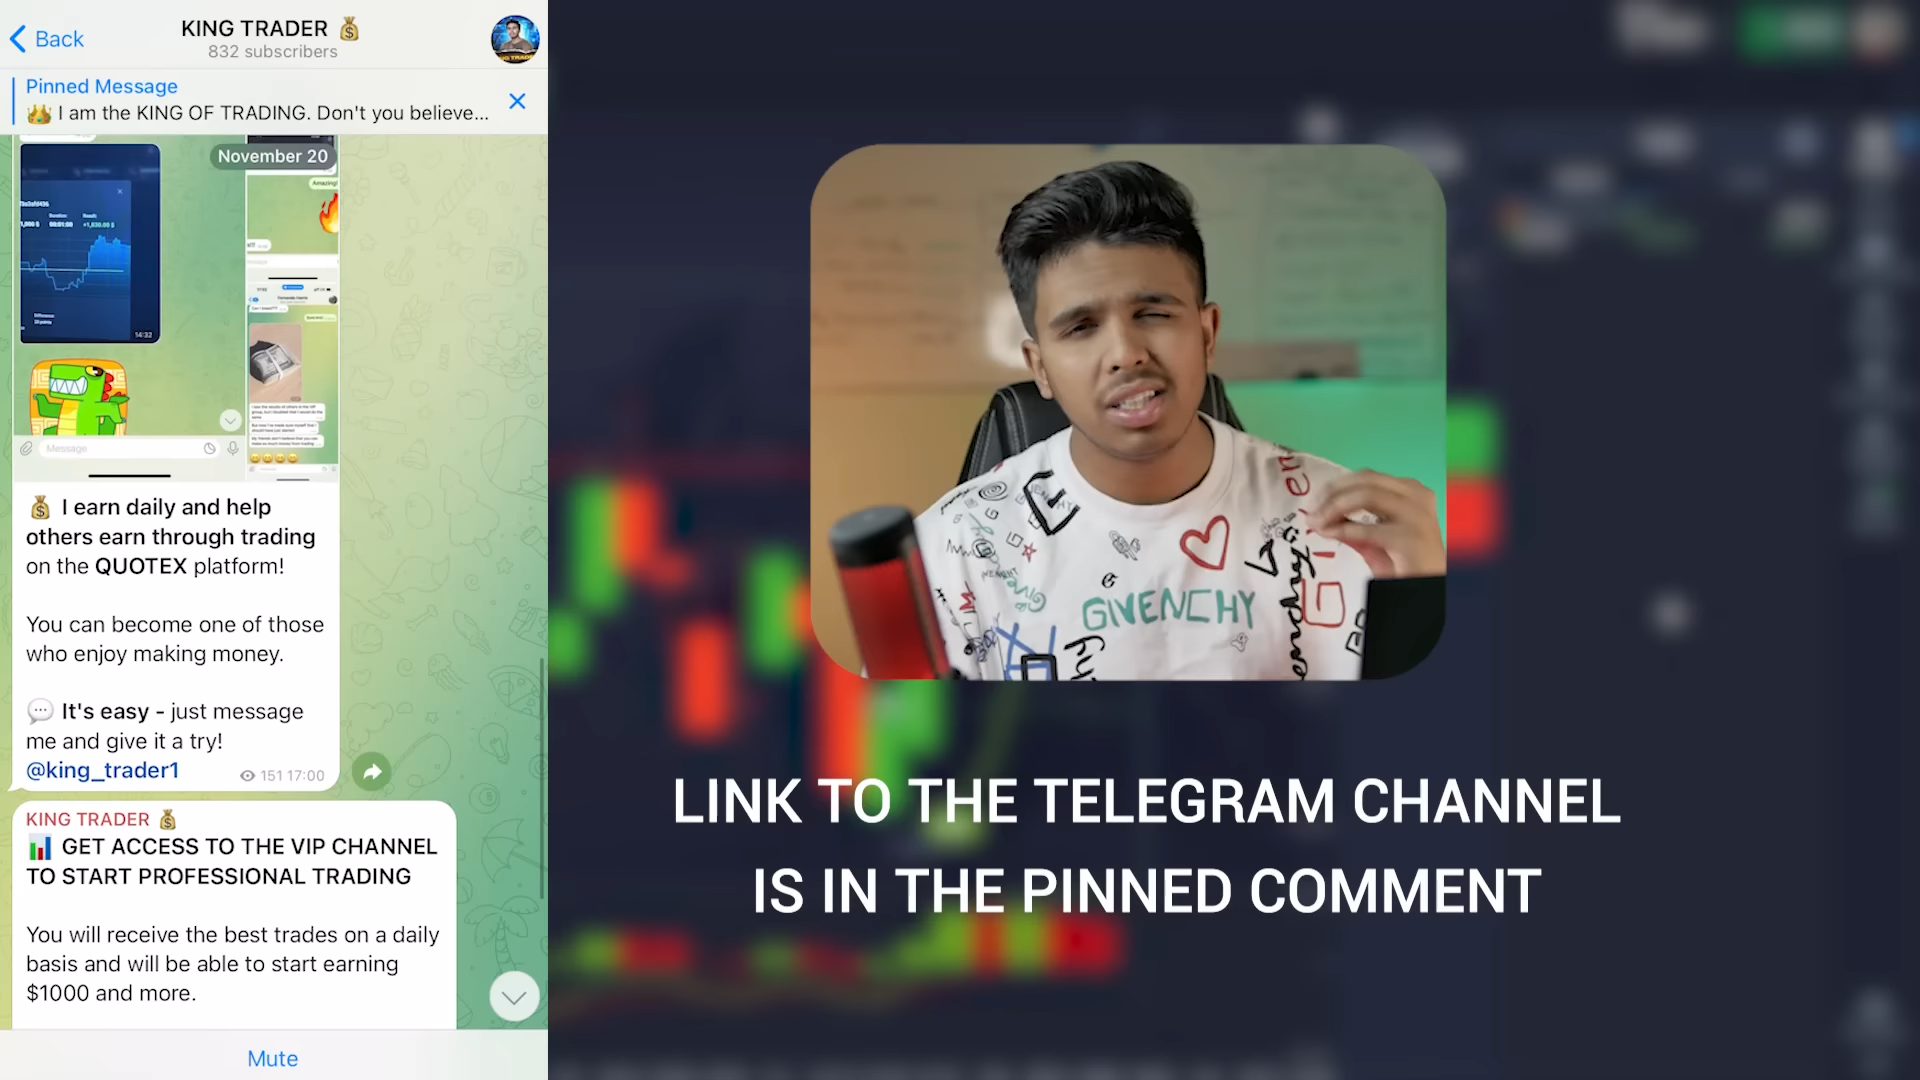 Back
KING TRADER 💰
832 subscribers
Pinned Message
👑 I am the KING OF TRADING. Don't you believe...
November 20
Amazing!
14:32
Message
💰 I earn daily and help
others earn through trading
on the QUOTEX platform!
You can become one of those
who enjoy making money.
💬 It's easy - just message
me and give it a try!
@king_trader1
151 17:00
KING TRADER 💰
📊 GET ACCESS TO THE VIP CHANNEL
TO START PROFESSIONAL TRADING
You will receive the best trades on a daily
basis and will be able to start earning
$1000 and more.
Mute
GIVENCHY
LINK TO THE TELEGRAM CHANNEL
IS IN THE PINNED COMMENT